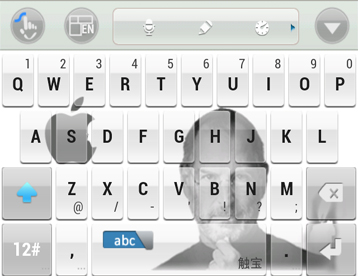 EN
1 2 3 4 5 6 7 8 9 0
Q W E R T Y U I O P
A S D F G H J K L
Z X C V B N M
@ / - ' ! ? ;
12# , ... abc 触宝 .